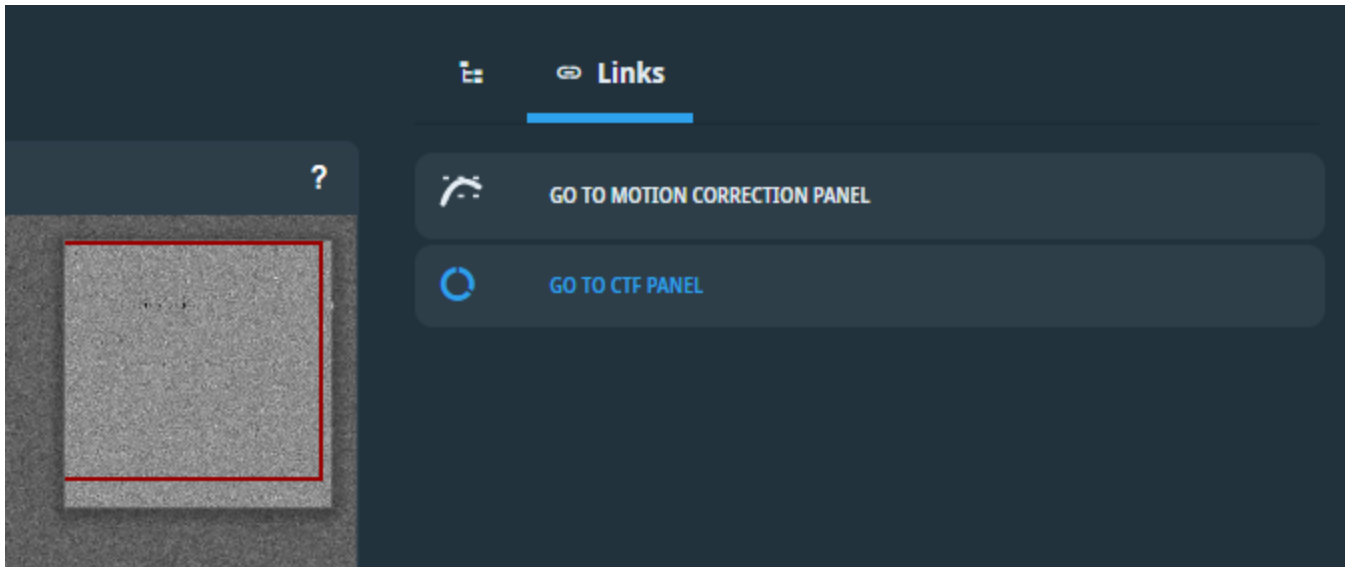 Links
?
GO TO MOTION CORRECTION PANEL
GO TO CTF PANEL